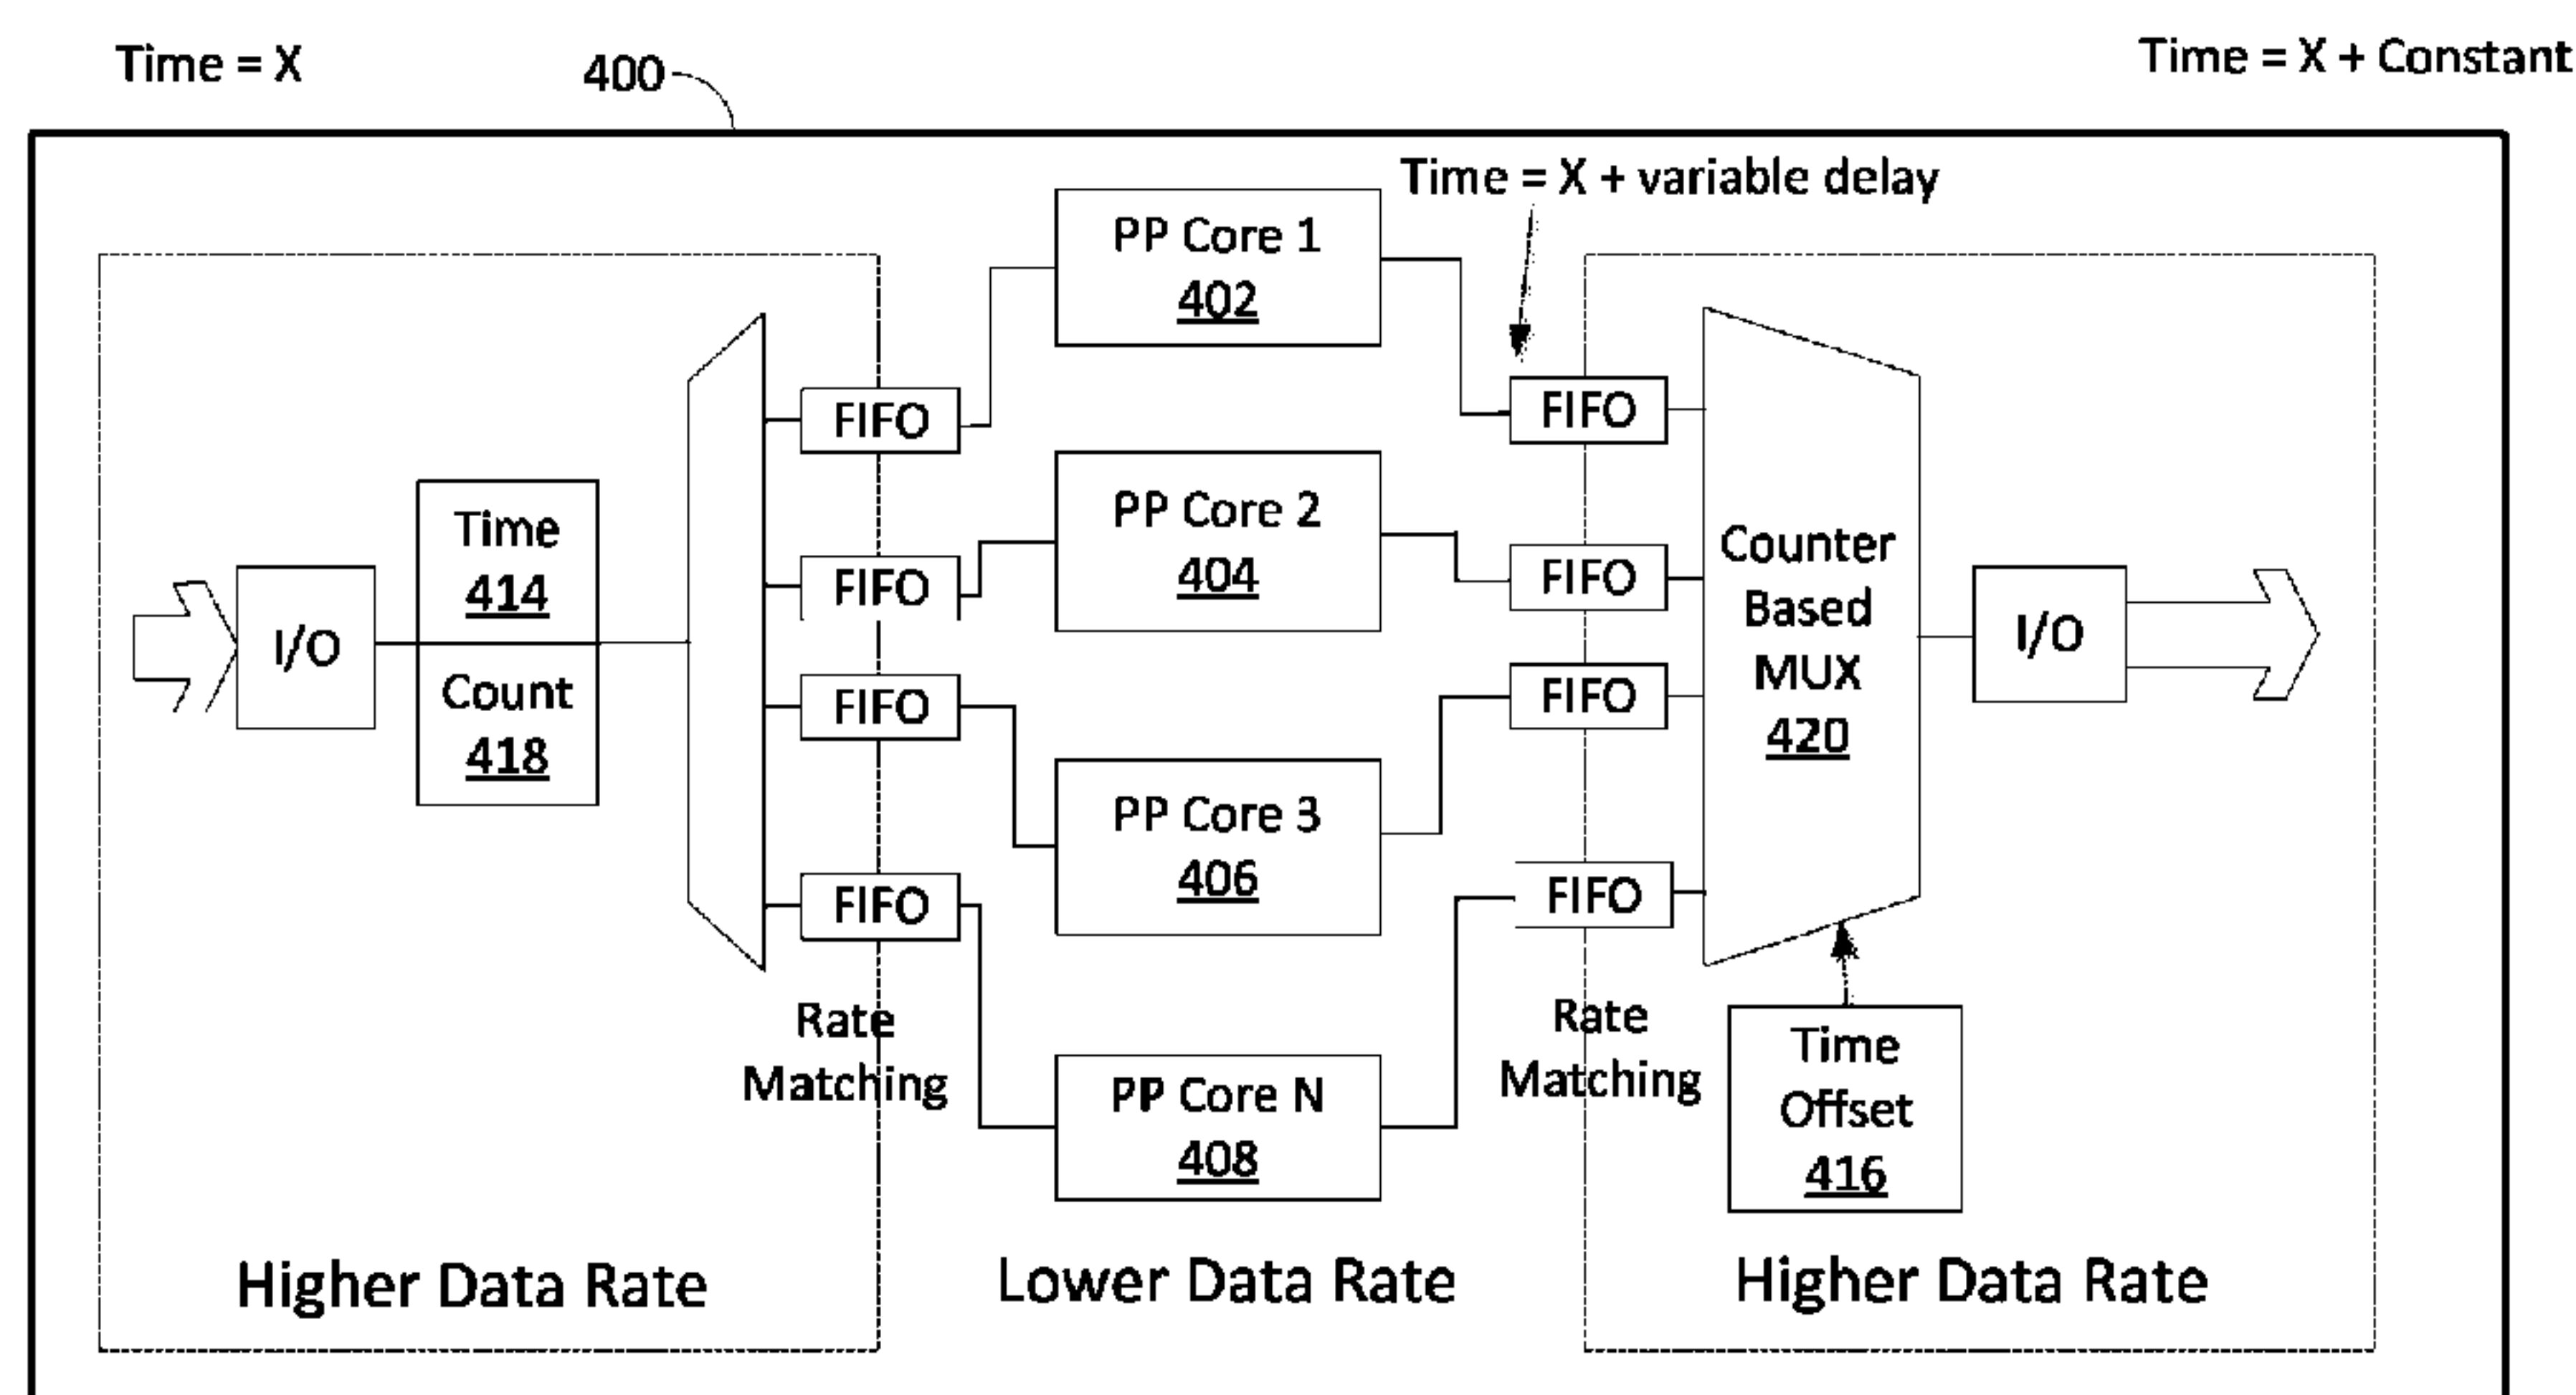 Time = X
400
Time = X + Constant
Time = X + variable delay
PP Core 1
402
FIFO
FIFO
PP Core 2
404
FIFO
FIFO
Time
414
Count
418
I/O
Counter
Based
MUX
420
I/O
FIFO
FIFO
PP Core 3
406
FIFO
FIFO
Rate
Matching
Rate
Matching
PP Core N
408
Time
Offset
416
Higher Data Rate
Lower Data Rate
Higher Data Rate